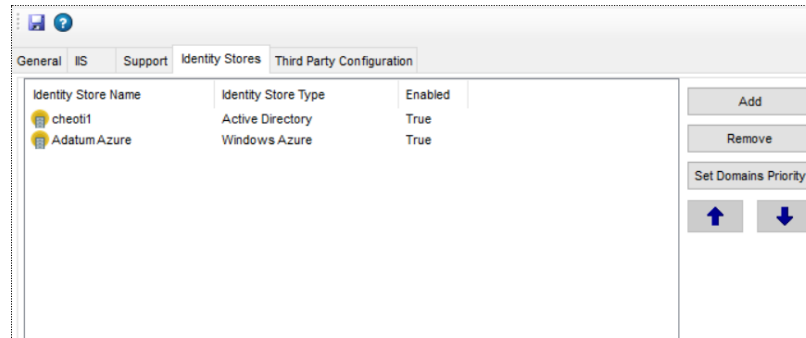 General IIS Support Identity Stores Third Party Configuration
Identity Store Name Identity Store Type Enabled
cheoti1 Active Directory True
Adatum Azure Windows Azure True
Add
Remove
Set Domains Priority